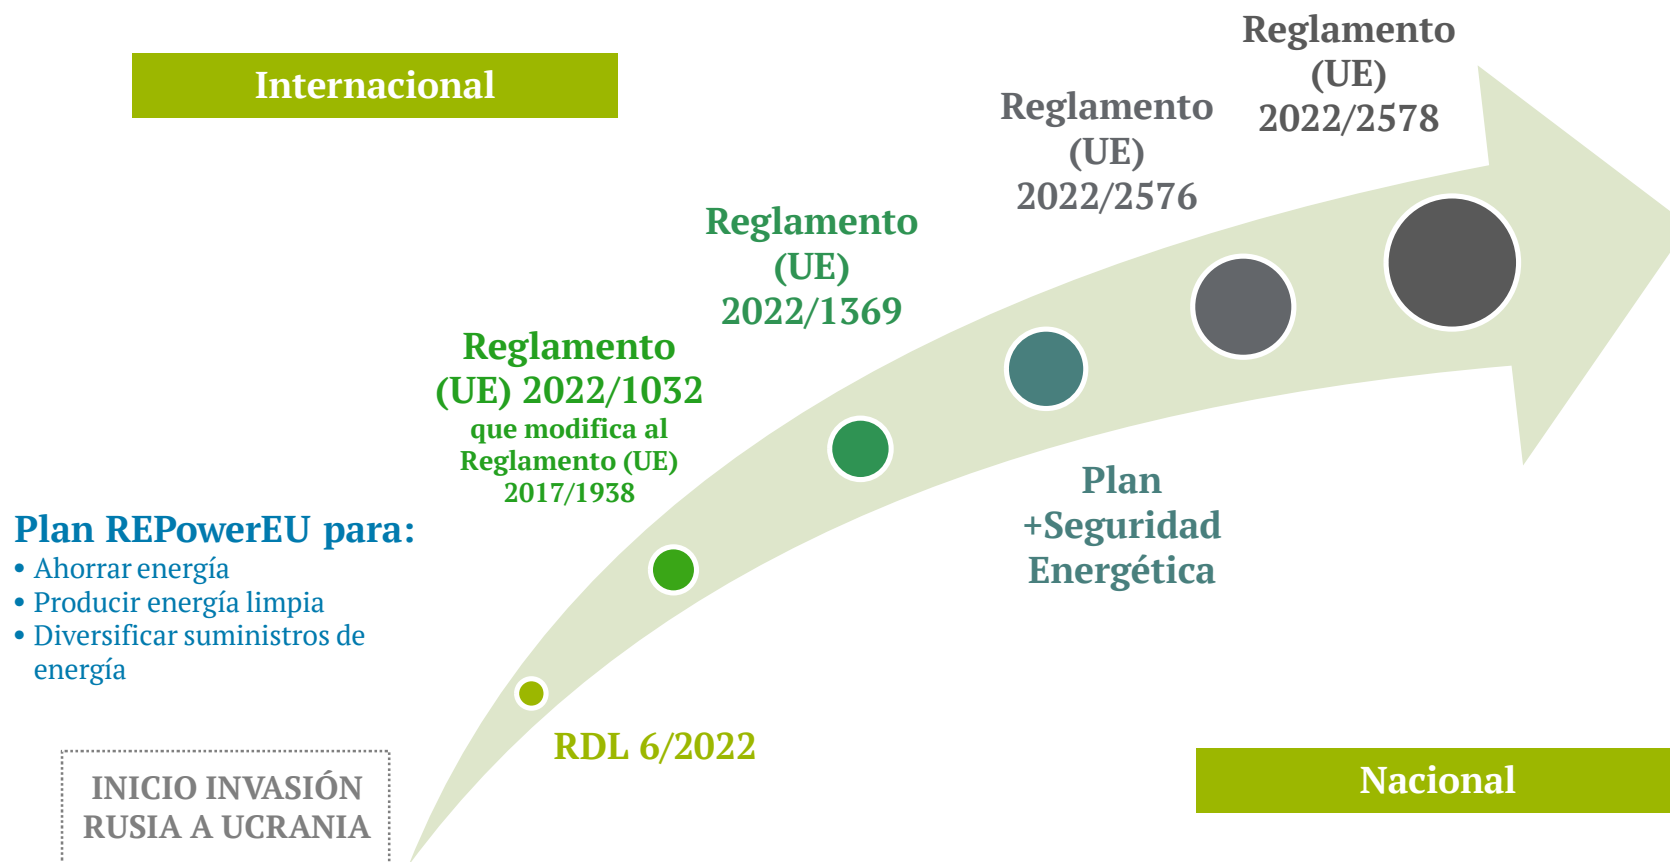 Internacional
Reglamento
(UE)
2022/2578
Reglamento
(UE)
2022/2576
Reglamento
(UE)
2022/1369
Reglamento
(UE) 2022/1032
que modifica al
Reglamento (UE)
2017/1938
Plan REPowerEU para:
• Ahorrar energía
• Producir energía limpia
• Diversificar suministros de
energía
Plan
+Seguridad
Energética
RDL 6/2022
INICIO INVASIÓN
RUSIA A UCRANIA
Nacional